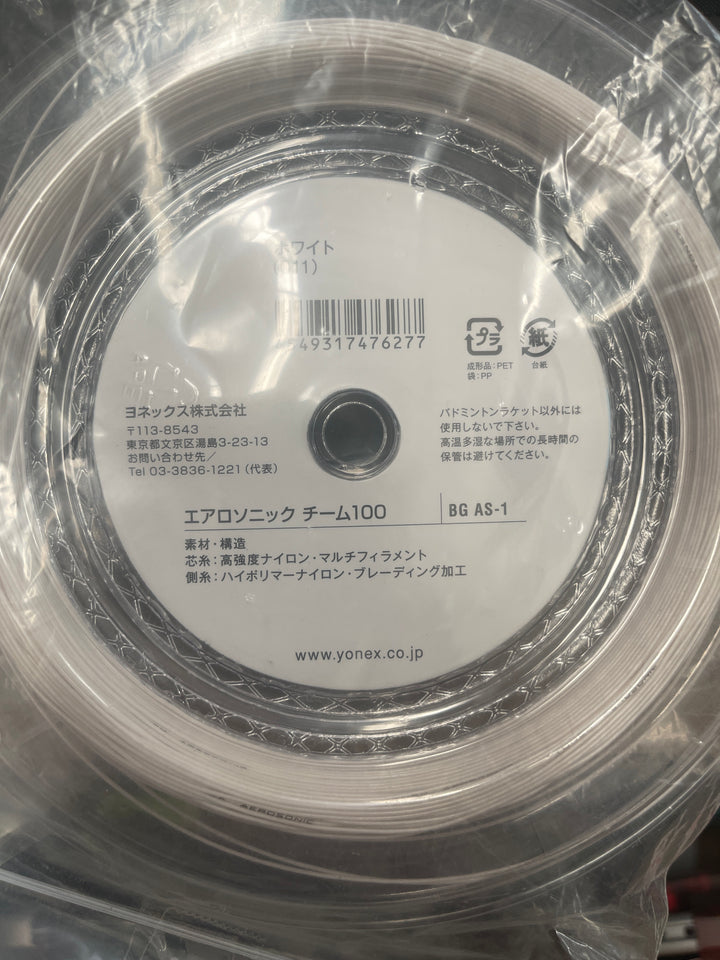 ホワイト
(011)
549317476277
プラ
紙
成形品:PET
袋:PP
台紙
ヨネックス株式会社
〒113-8543
東京都文京区湯島3-23-13
お問い合わせ先/
Tel 03-3836-1221(代表)
バドミントンラケット以外には
使用しないで下さい。
高温多湿な場所での長時間の
保管は避けてください。
エアロソニック チーム100
BG AS-1
素材・構造
芯糸:高強度ナイロン・マルチフィラメント
側糸:ハイポリマーナイロン・ブレーディング加工
www.yonex.co.jp
AEROSONIC